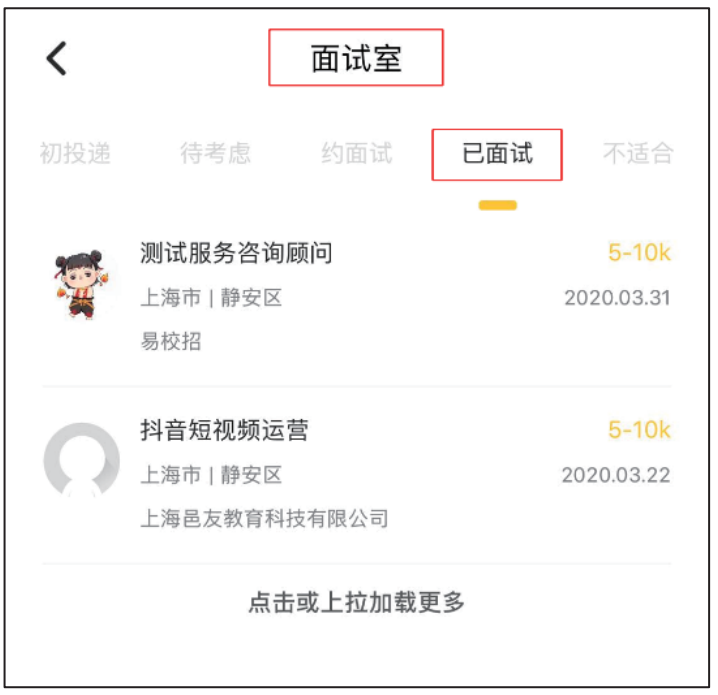 面试室
初投递 待考虑 约面试 已面试 不适合
测试服务咨询顾问 5-10k
上海市 | 静安区 2020.03.31
易校招
抖音短视频运营 5-10k
上海市 | 静安区 2020.03.22
上海邑友教育科技有限公司
点击或上拉加载更多